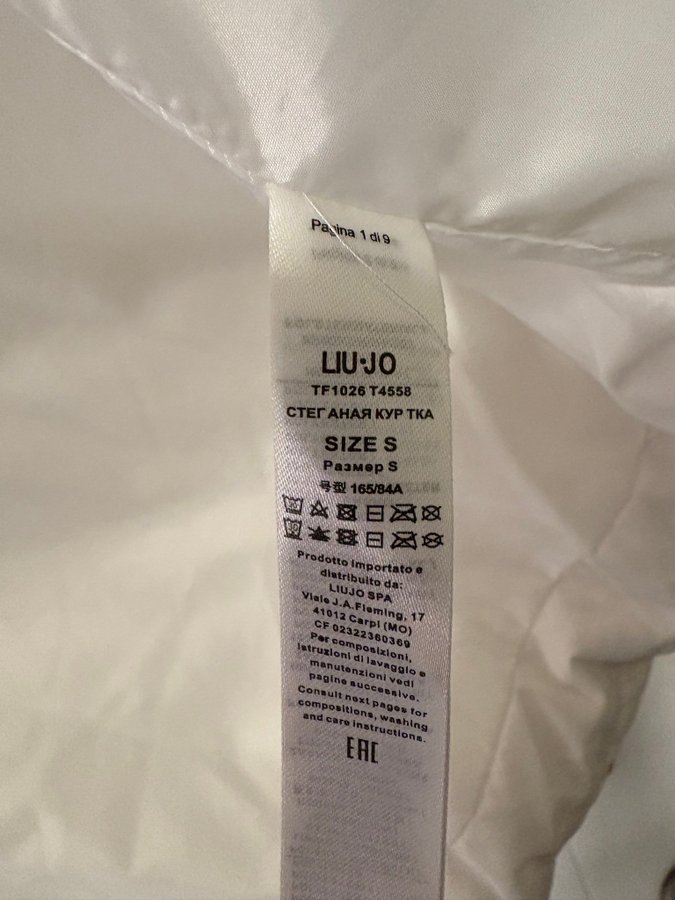 Pagina 1 di 9
LIU·JO
TF1026 T4558
СТЕГ АНАЯ КУР ТКА
SIZE S
Размер S
号型 165/84A
30
30
Prodotto importato e
distribuito da:
LIUJO SPA
Viale J.A.Fleming, 17
41012 Carpi (MO)
CF 02322360369
Per composizioni,
istruzioni di lavaggio e
manutenzioni vedi
pagine successive.
Consult next pages for
compositions, washing
and care instructions.
EAC